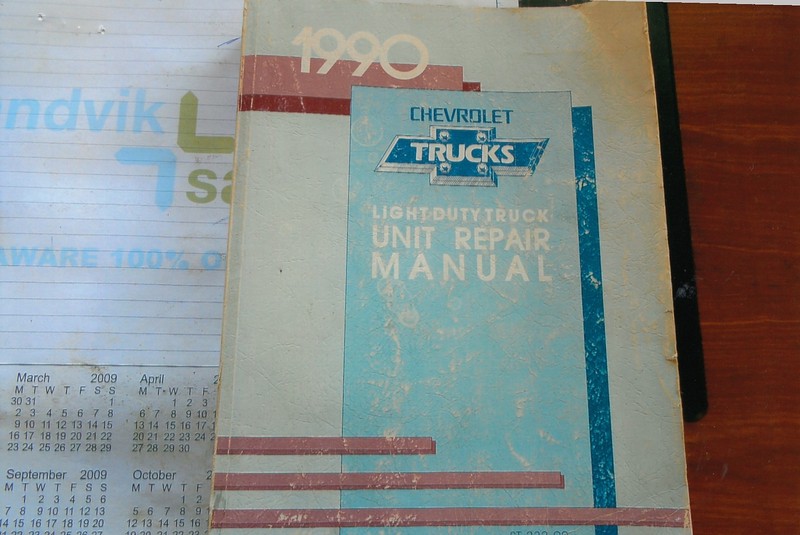 1990
CHEVROLET
TRUCKS
LIGHT DUTY TRUCK
UNIT REPAIR
MANUAL
ndvik
sa
AWARE 100%
March 2009
M T W T F S S
30 31 1
2 3 4 5 6 7 8
9 10 11 12 13 14 15
16 17 18 19 20 21 22
23 24 25 26 27 28 29
April
M T W T F
1 2 3
6 7 8 9 10
13 14 15 16 17
20 21 22 23 24
27 28 29 30
September 2009
M T W T F S S
1 2 3 4 5 6
7 8 9 10 11 12 13
14 15 16 17 18 19 20
October
M T W T F
1 2
5 6 7 8 9
12 13 14 15 16